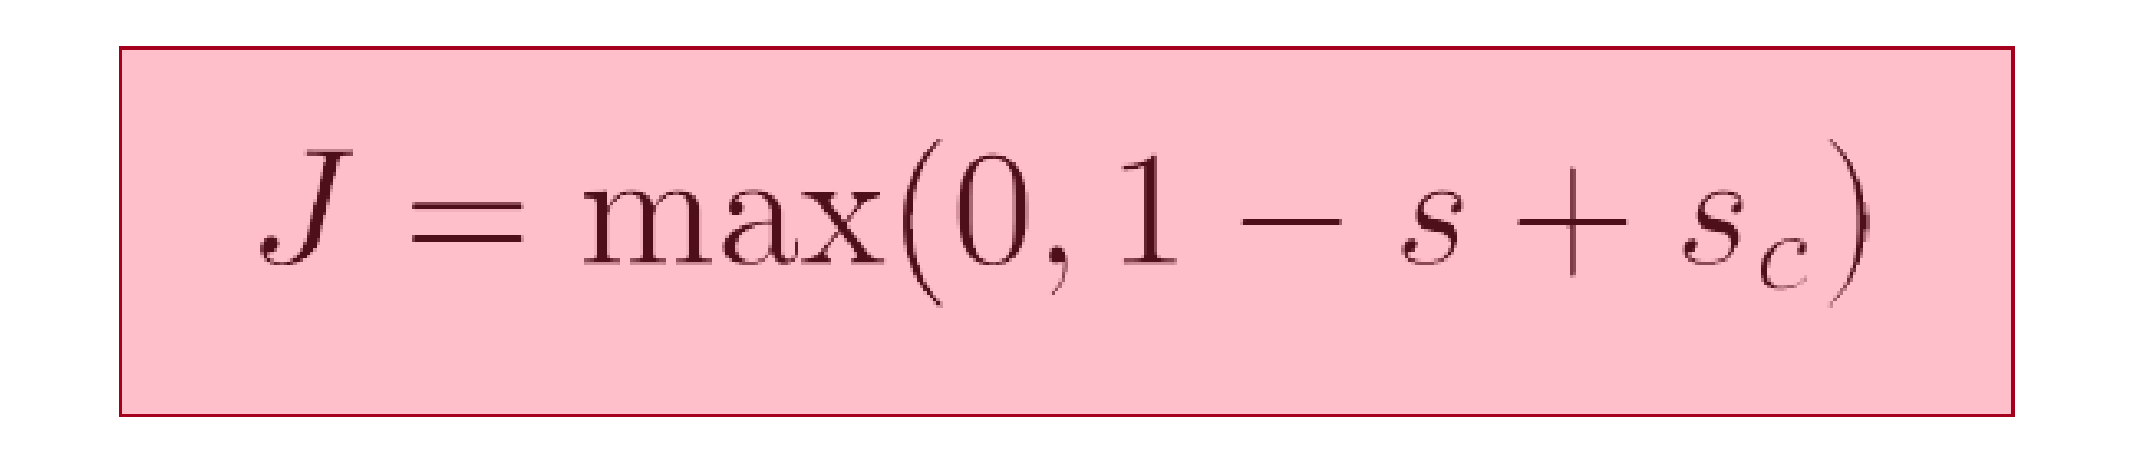 J = max(0, 1 − s + s_c)